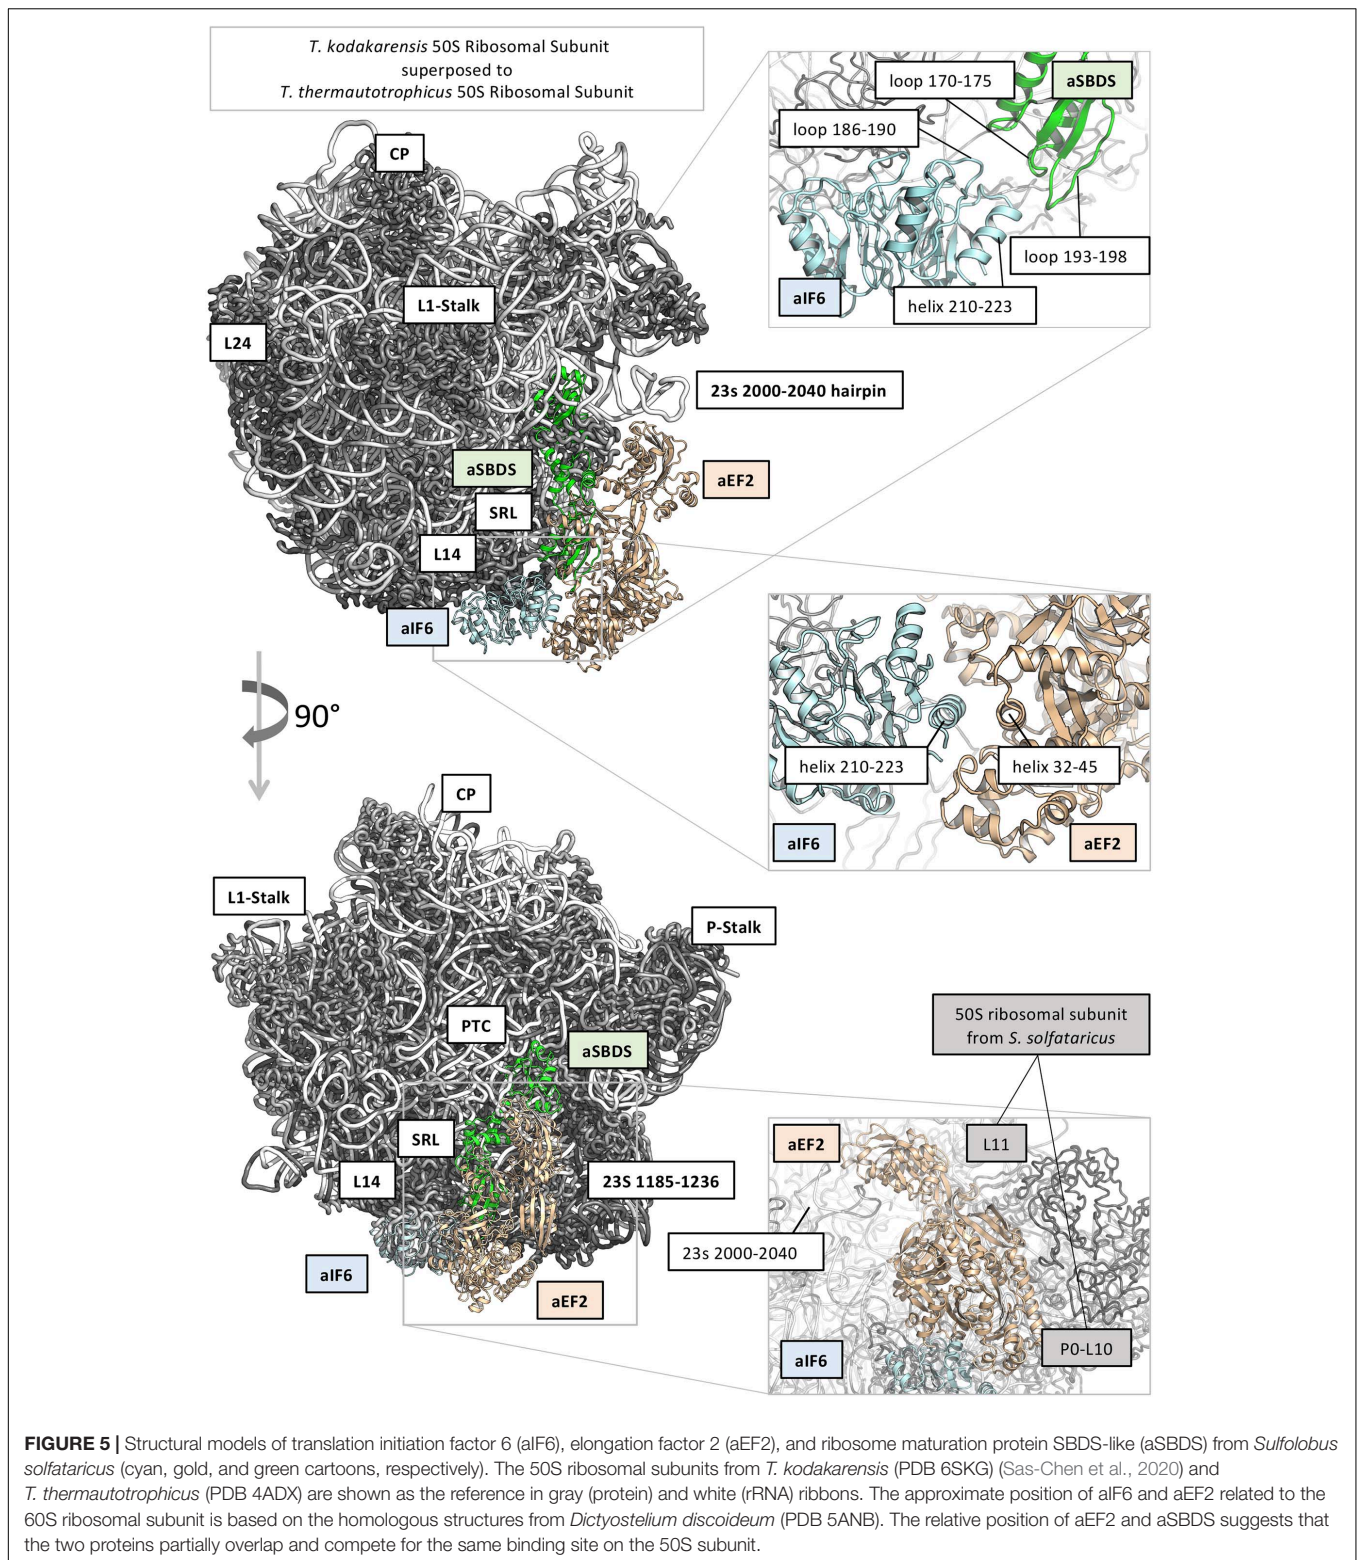 T. kodakarensis 50S Ribosomal Subunit
superposed to
T. thermautotrophicus 50S Ribosomal Subunit
CP
L1-Stalk
L24
23s 2000-2040 hairpin
aSBDS
aEF2
SRL
L14
aIF6
loop 170-175
aSBDS
loop 186-190
loop 193-198
aIF6
helix 210-223
helix 210-223
helix 32-45
aIF6
aEF2
90°
CP
L1-Stalk
P-Stalk
PTC
aSBDS
SRL
L14
23S 1185-1236
aIF6
aEF2
50S ribosomal subunit
from S. solfataricus
aEF2
L11
23s 2000-2040
P0-L10
aIF6
FIGURE 5 | Structural models of translation initiation factor 6 (aIF6), elongation factor 2 (aEF2), and ribosome maturation protein SBDS-like (aSBDS) from Sulfolobus
solfataricus (cyan, gold, and green cartoons, respectively). The 50S ribosomal subunits from T. kodakarensis (PDB 6SKG) (Sas-Chen et al., 2020) and
T. thermautotrophicus (PDB 4ADX) are shown as the reference in gray (protein) and white (rRNA) ribbons. The approximate position of aIF6 and aEF2 related to the
60S ribosomal subunit is based on the homologous structures from Dictyostelium discoideum (PDB 5ANB). The relative position of aEF2 and aSBDS suggests that
the two proteins partially overlap and compete for the same binding site on the 50S subunit.